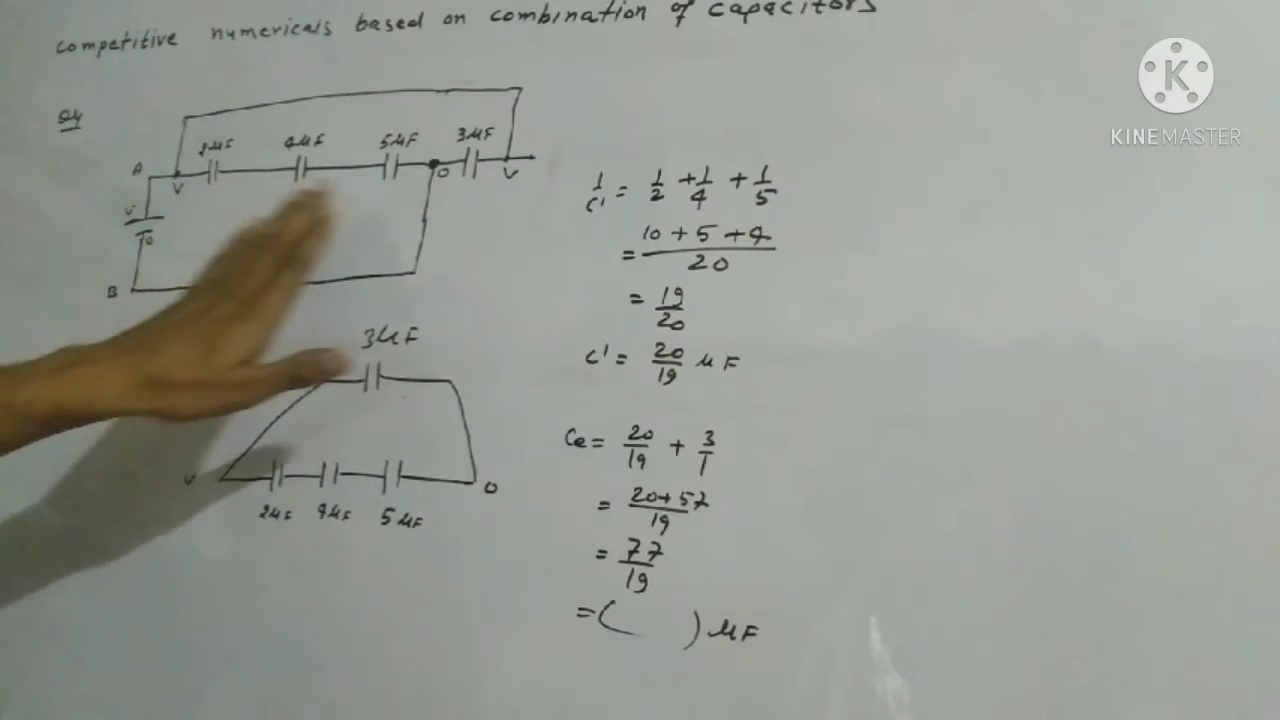 competitive numericals based on combination of capacitors
KINEMASTER
Q4
2μF 4μF 5μF 3μF
A V O V
V
O
B
1/C' = 1/2 + 1/4 + 1/5
= 10 + 5 + 4 / 20
= 19/20
C' = 20/19 μF
3μF
V O
2μF 4μF 5μF
Ce = 20/19 + 3/1
= 20+57 / 19
= 77/19
= ( ) μF